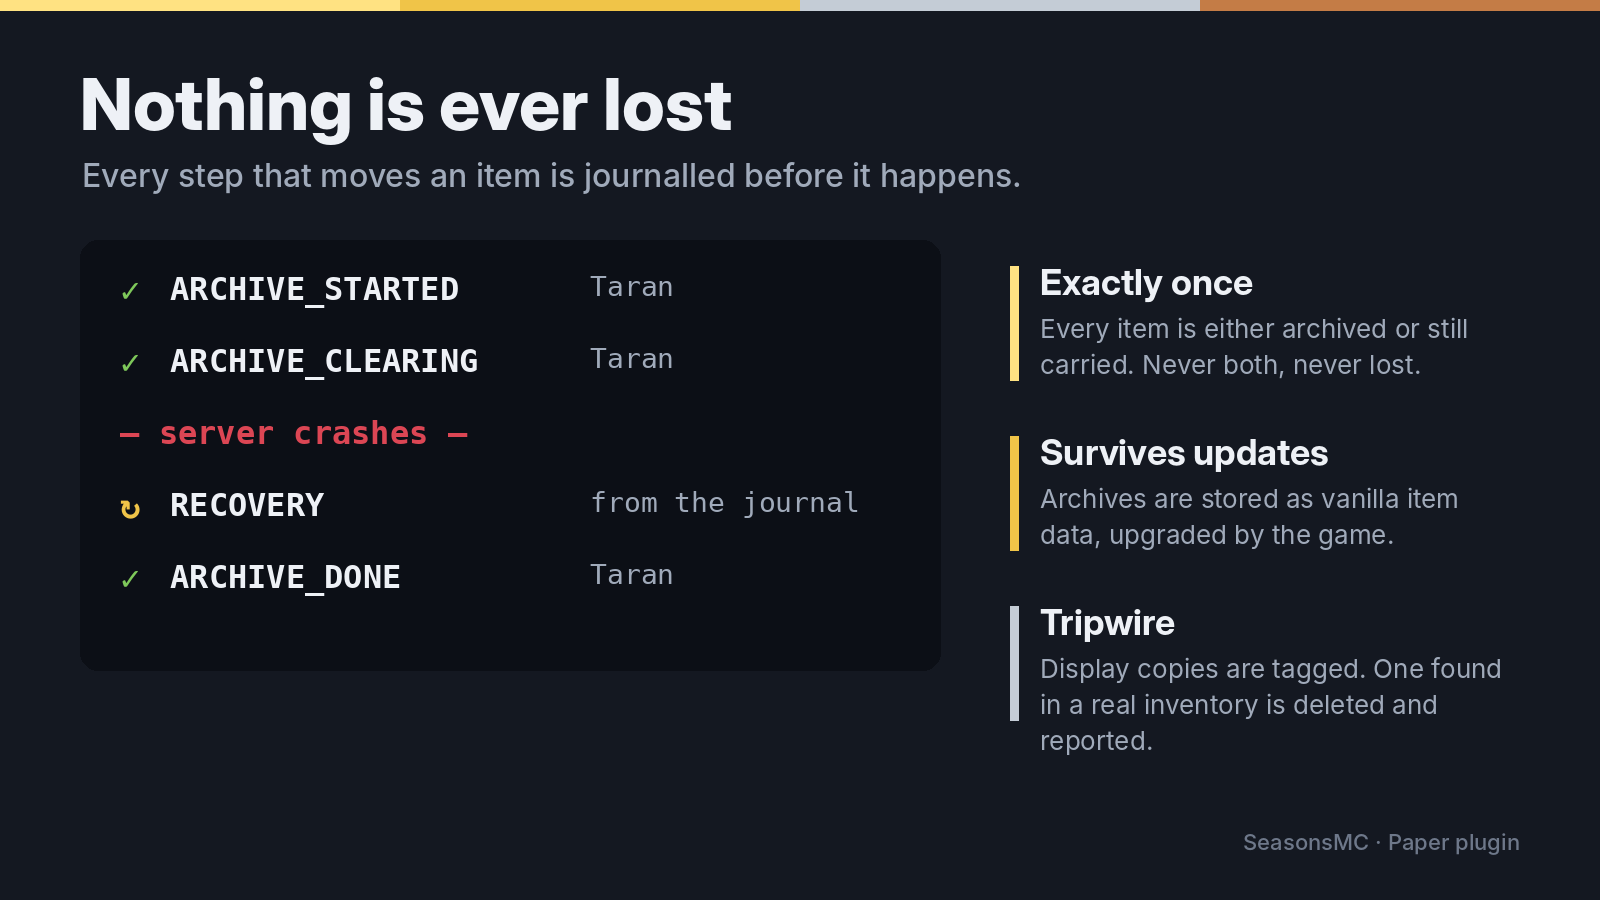 Nothing is ever lost
Every step that moves an item is journalled before it happens.
✓ ARCHIVE_STARTED Taran
✓ ARCHIVE_CLEARING Taran
— server crashes —
↻ RECOVERY from the journal
✓ ARCHIVE_DONE Taran
Exactly once
Every item is either archived or still
carried. Never both, never lost.
Survives updates
Archives are stored as vanilla item
data, upgraded by the game.
Tripwire
Display copies are tagged. One found
in a real inventory is deleted and
reported.
SeasonsMC · Paper plugin